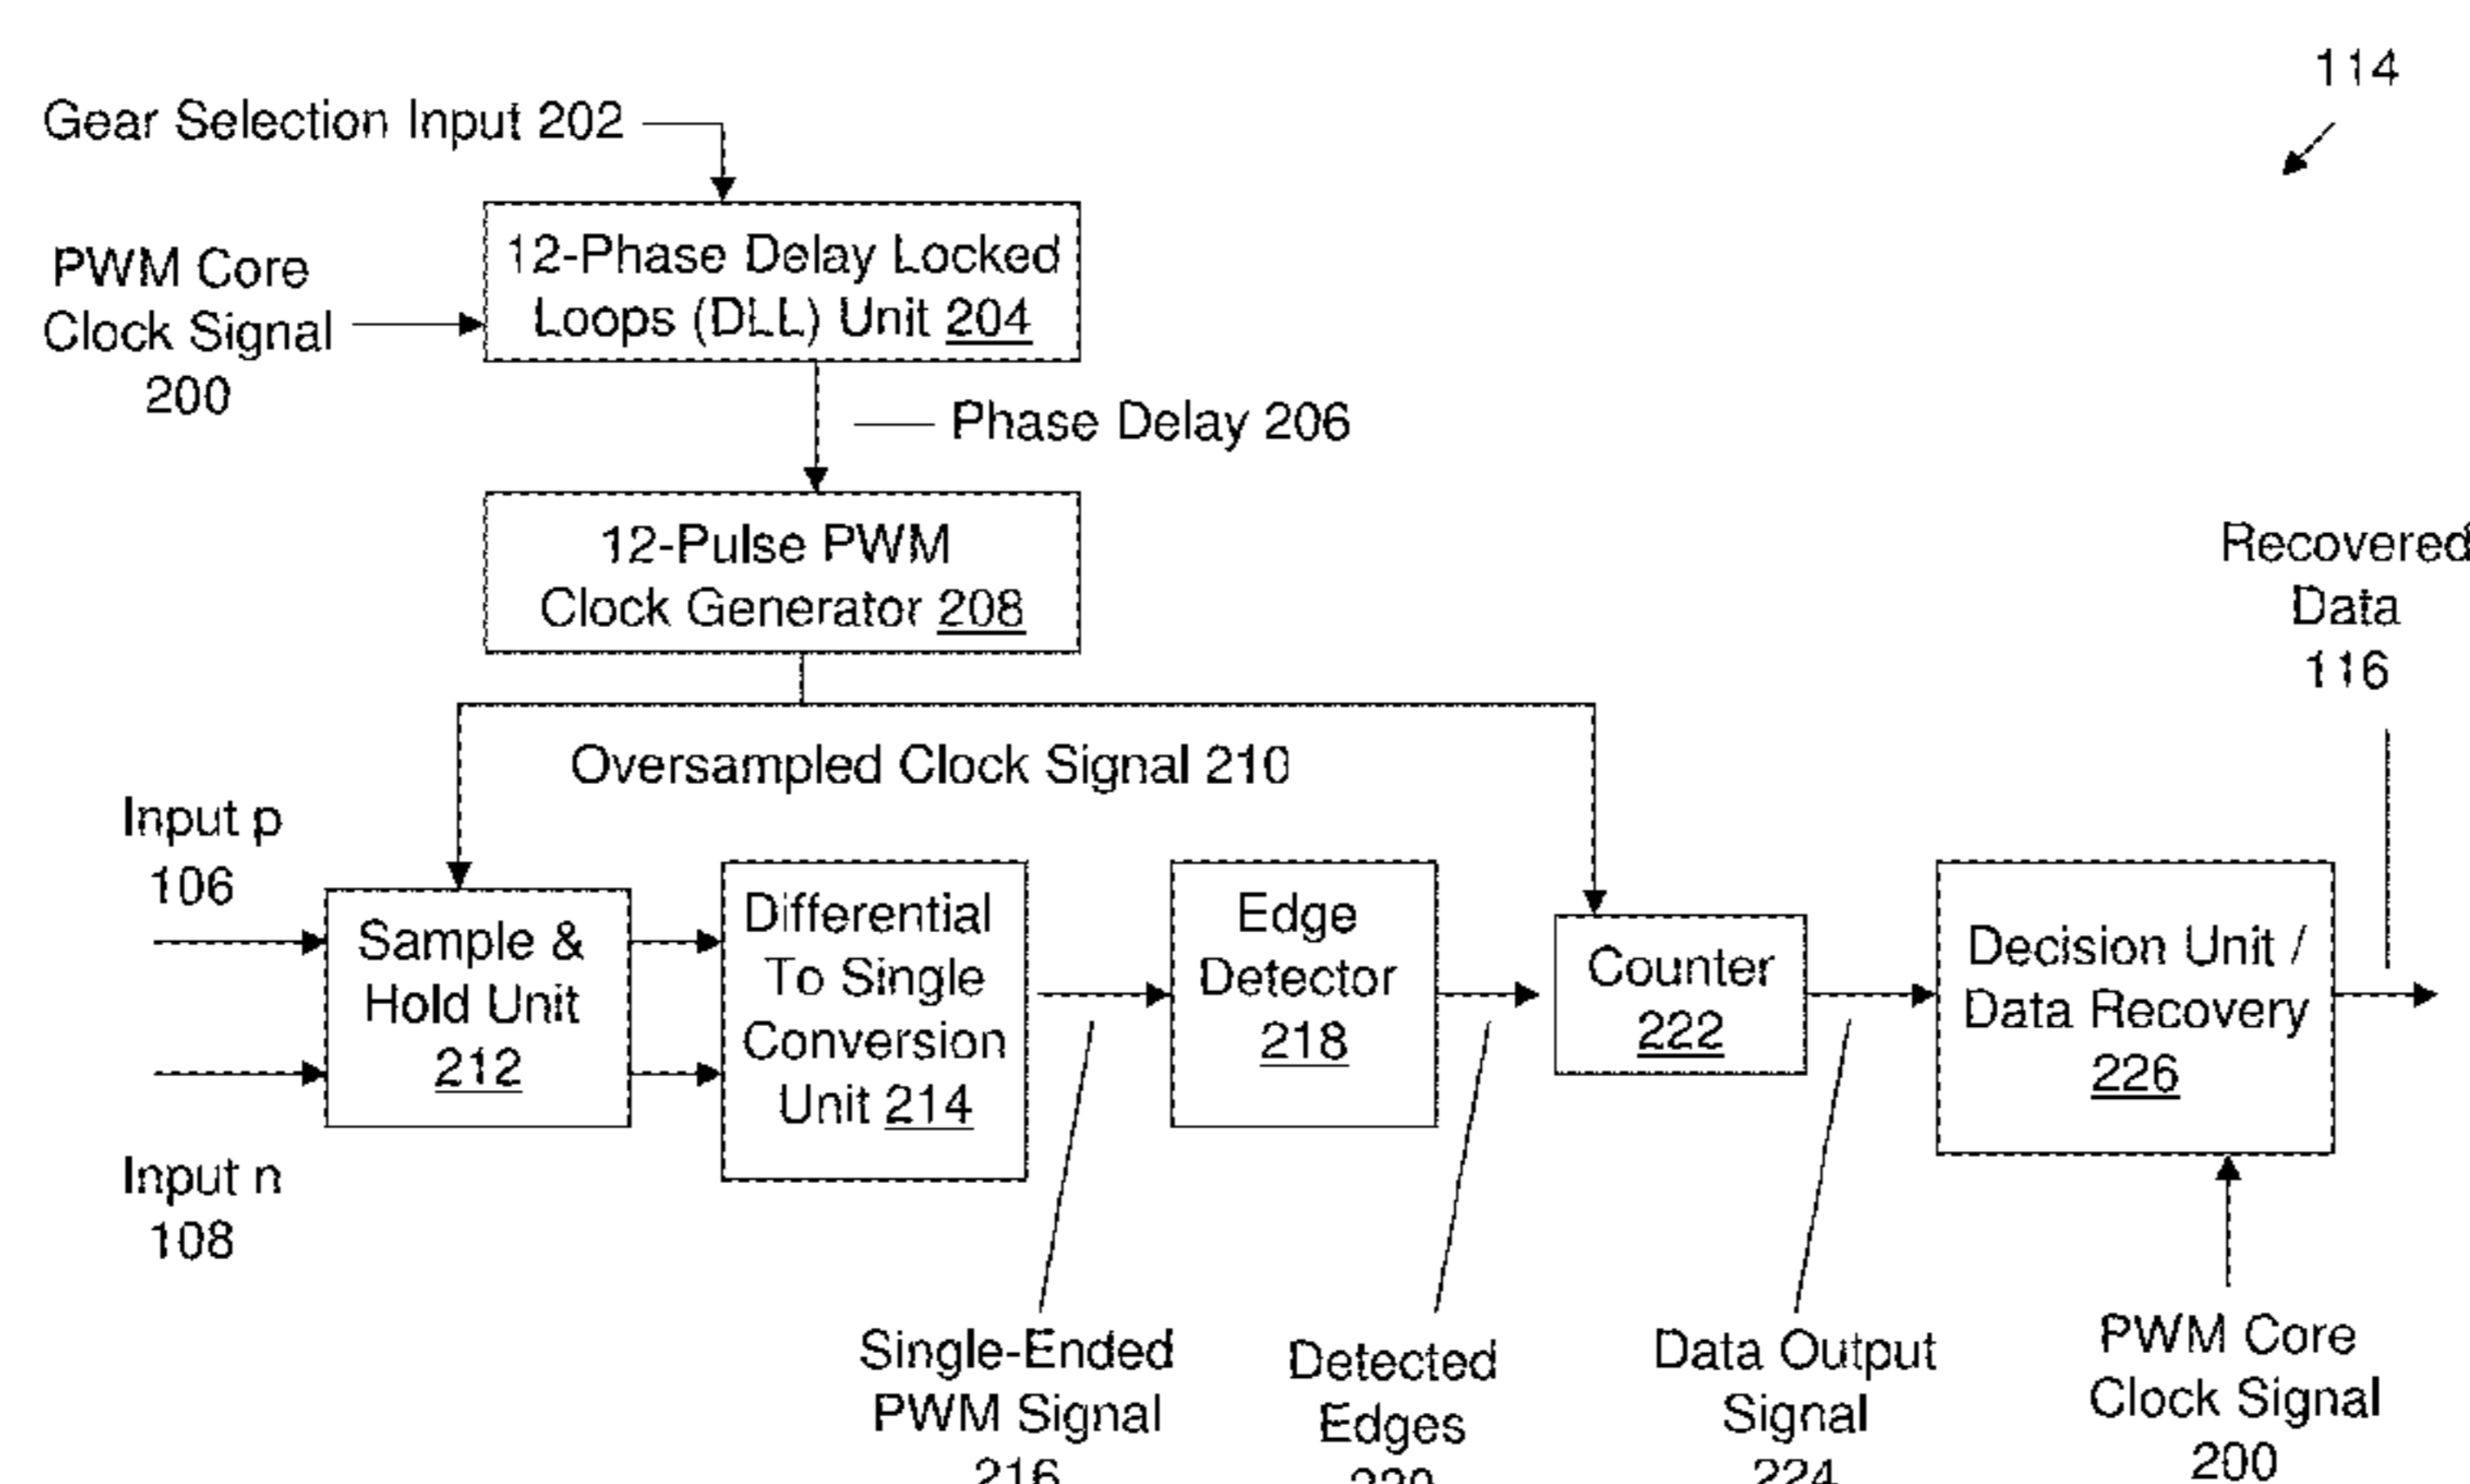 114
Gear Selection Input 202
PWM Core
Clock Signal
200
12-Phase Delay Locked
Loops (DLL) Unit 204
Phase Delay 206
12-Pulse PWM
Clock Generator 208
Recovered
Data
116
Oversampled Clock Signal 210
Input p
106
Sample &
Hold Unit
212
Differential
To Single
Conversion
Unit 214
Edge
Detector
218
Counter
222
Decision Unit /
Data Recovery
226
Input n
108
Single-Ended
PWM Signal
216
Detected
Edges
220
Data Output
Signal
224
PWM Core
Clock Signal
200